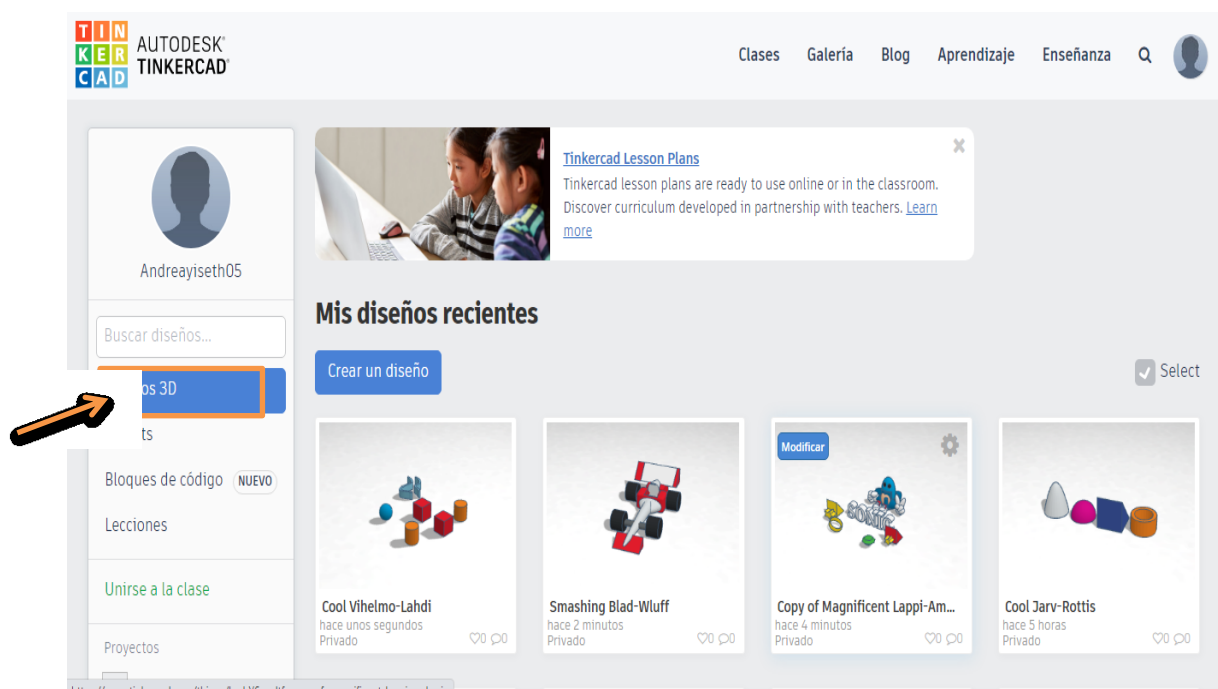 TIN
KER
CAD
AUTODESK®
TINKERCAD®
Clases Galería Blog Aprendizaje Enseñanza
Andreayiseth05
Buscar diseños...
os 3D
ts
Bloques de código NUEVO
Lecciones
Unirse a la clase
Proyectos
Tinkercad Lesson Plans
Tinkercad lesson plans are ready to use online or in the classroom.
Discover curriculum developed in partnership with teachers. Learn
more
Mis diseños recientes
Crear un diseño
Select
Cool Vihelmo-Lahdi
hace unos segundos
Privado 0 0
Smashing Blad-Wluff
hace 2 minutos
Privado 0 0
Modificar
Copy of Magnificent Lappi-Am...
hace 4 minutos
Privado 0 0
Cool Jarv-Rottis
hace 5 horas
Privado 0 0